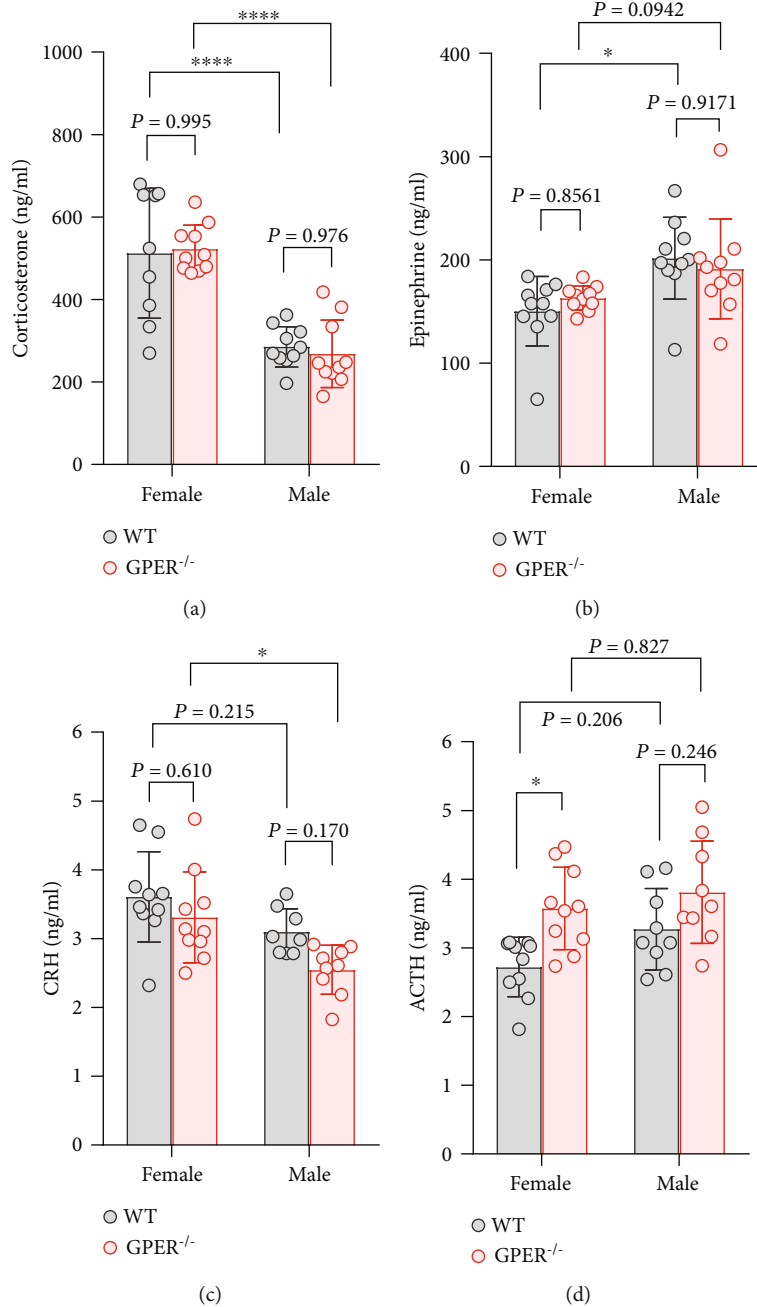 ****
****
P = 0.995
P = 0.976
Corticosterone (ng/ml)
1000
800
600
400
200
0
Female
Male
WT
GPER-/-
(a)
P = 0.0942
*
P = 0.9171
P = 0.8561
Epinephrine (ng/ml)
400
300
200
100
0
Female
Male
WT
GPER-/-
(b)
*
P = 0.215
P = 0.610
P = 0.170
CRH (ng/ml)
6
5
4
3
2
1
0
Female
Male
WT
GPER-/-
(c)
P = 0.827
P = 0.206
P = 0.246
*
ACTH (ng/ml)
6
5
4
3
2
1
0
Female
Male
WT
GPER-/-
(d)